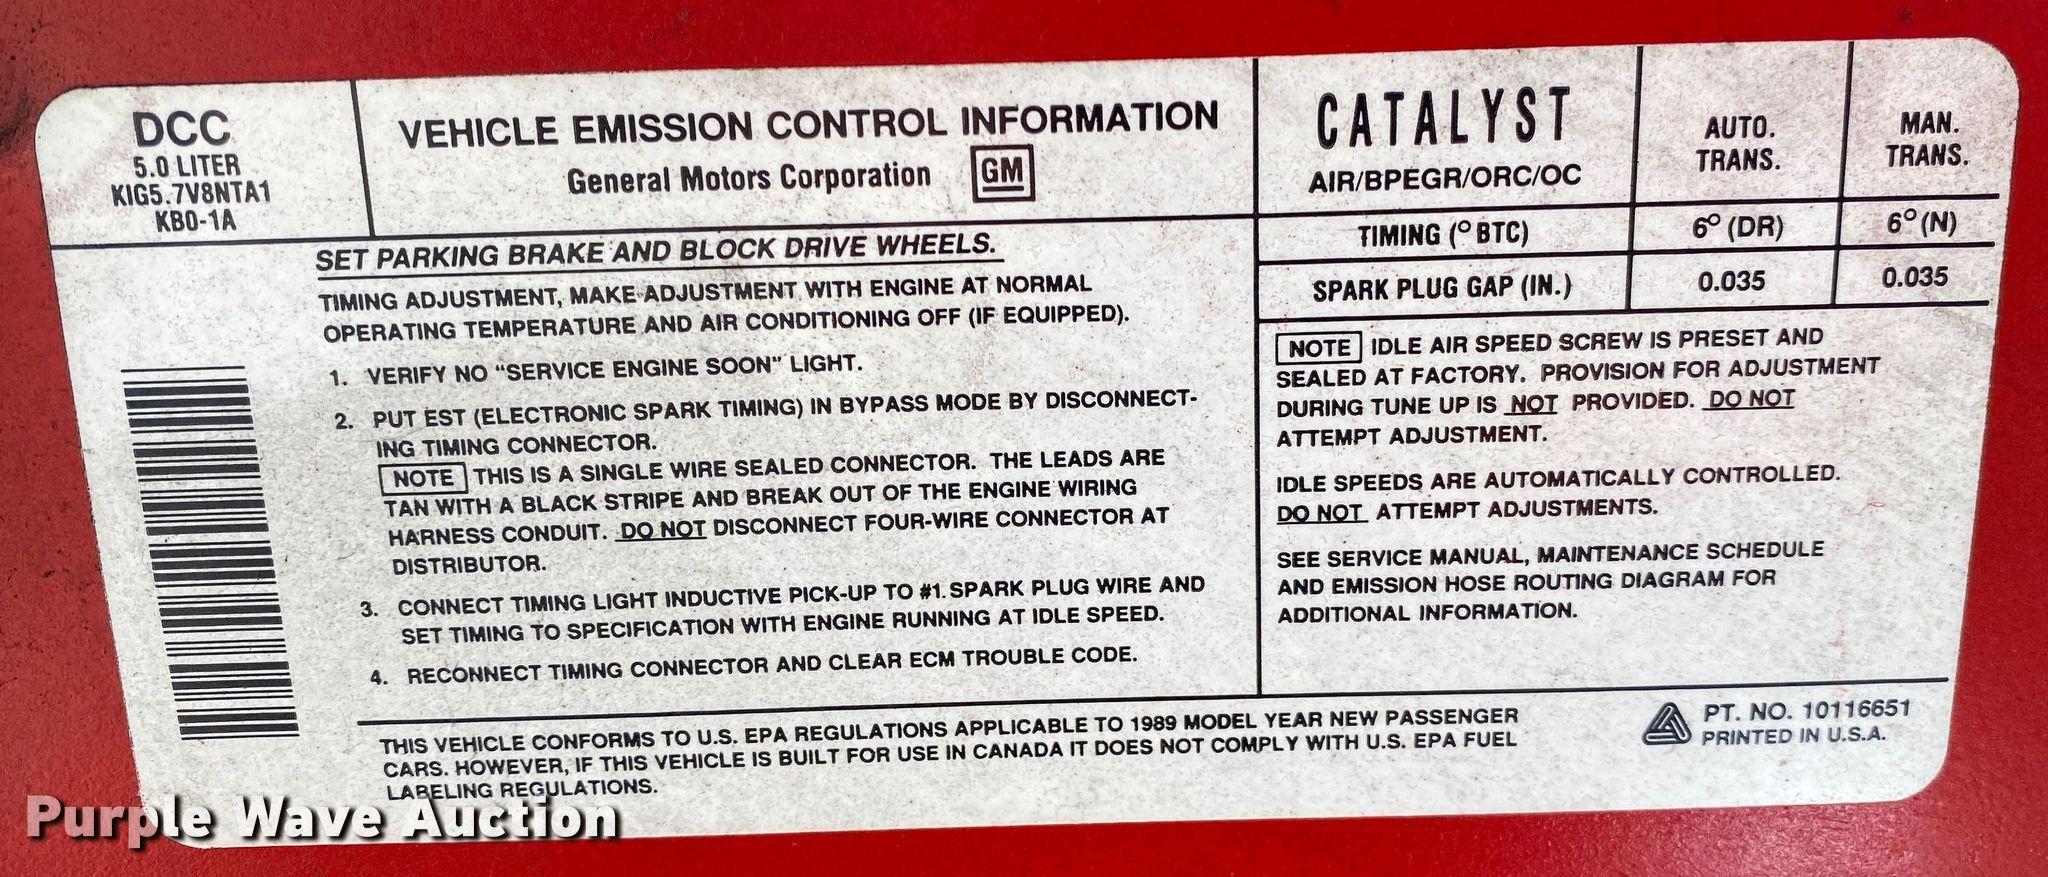 DCC
5.0 LITER
K1G5.7V8NTA1
KB0-1A
VEHICLE EMISSION CONTROL INFORMATION
General Motors Corporation GM
CATALYST
AIR/BPEGR/ORC/OC
AUTO.
TRANS.
MAN.
TRANS.
TIMING (° BTC) 6° (DR) 6° (N)
SPARK PLUG GAP (IN.) 0.035 0.035
SET PARKING BRAKE AND BLOCK DRIVE WHEELS.
TIMING ADJUSTMENT, MAKE ADJUSTMENT WITH ENGINE AT NORMAL
OPERATING TEMPERATURE AND AIR CONDITIONING OFF (IF EQUIPPED).
1. VERIFY NO "SERVICE ENGINE SOON" LIGHT.
2. PUT EST (ELECTRONIC SPARK TIMING) IN BYPASS MODE BY DISCONNECT-
ING TIMING CONNECTOR.
NOTE THIS IS A SINGLE WIRE SEALED CONNECTOR. THE LEADS ARE
TAN WITH A BLACK STRIPE AND BREAK OUT OF THE ENGINE WIRING
HARNESS CONDUIT. DO NOT DISCONNECT FOUR-WIRE CONNECTOR AT
DISTRIBUTOR.
3. CONNECT TIMING LIGHT INDUCTIVE PICK-UP TO #1 SPARK PLUG WIRE AND
SET TIMING TO SPECIFICATION WITH ENGINE RUNNING AT IDLE SPEED.
4. RECONNECT TIMING CONNECTOR AND CLEAR ECM TROUBLE CODE.
NOTE IDLE AIR SPEED SCREW IS PRESET AND
SEALED AT FACTORY. PROVISION FOR ADJUSTMENT
DURING TUNE UP IS NOT PROVIDED. DO NOT
ATTEMPT ADJUSTMENT.
IDLE SPEEDS ARE AUTOMATICALLY CONTROLLED.
DO NOT ATTEMPT ADJUSTMENTS.
SEE SERVICE MANUAL, MAINTENANCE SCHEDULE
AND EMISSION HOSE ROUTING DIAGRAM FOR
ADDITIONAL INFORMATION.
THIS VEHICLE CONFORMS TO U.S. EPA REGULATIONS APPLICABLE TO 1989 MODEL YEAR NEW PASSENGER
CARS. HOWEVER, IF THIS VEHICLE IS BUILT FOR USE IN CANADA IT DOES NOT COMPLY WITH U.S. EPA FUEL
LABELING REGULATIONS.
PT. NO. 10116651
PRINTED IN U.S.A.
Purple Wave Auction